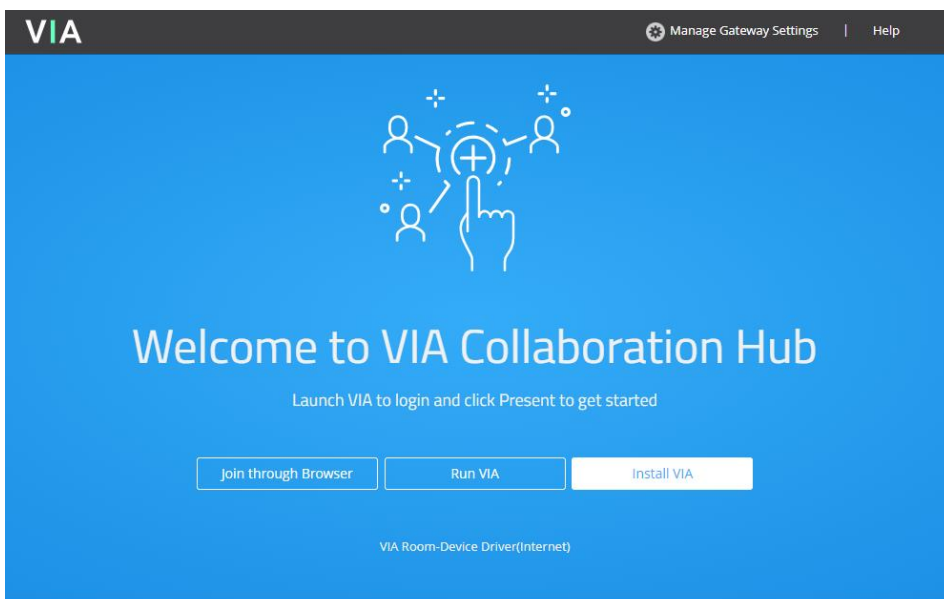 VIA
Manage Gateway Settings | Help
Welcome to VIA Collaboration Hub
Launch VIA to login and click Present to get started
Join through Browser
Run VIA
Install VIA
VIA Room-Device Driver(Internet)